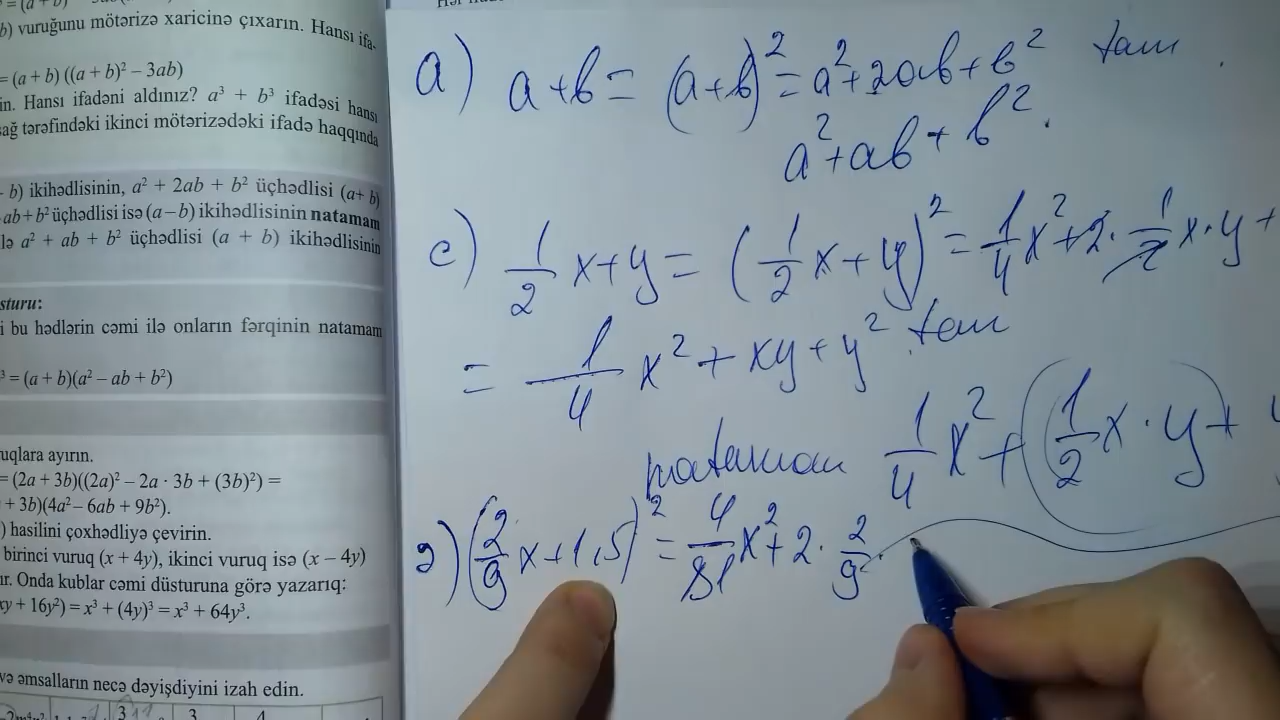 b) vuruğunu mötərizə xaricinə çıxarın. Hansı ifa-
= (a + b) ((a + b)² – 3ab)
in. Hansı ifadəni aldınız? a³ + b³ ifadəsi hansı
sağ tərəfindəki ikinci mötərizədəki ifadə haqqında
– b) ikihədlisinin, a² + 2ab + b² üçhədlisi (a+ b)
ab + b² üçhədlisi isə (a – b) ikihədlisinin natamam
lə a² + ab + b² üçhədlisi (a + b) ikihədlisinin
sturu:
i bu hədlərin cəmi ilə onların fərqinin natamam
³ = (a + b)(a² – ab + b²)
uqlara ayırın.
= (2a + 3b)((2a)² – 2a · 3b + (3b)²) =
+ 3b)(4a² – 6ab + 9b²).
) hasilini çoxhədliyə çevirin.
birinci vuruq (x + 4y), ikinci vuruq isə (x – 4y)
ır. Onda kublar cəmi düsturuna görə yazarıq:
xy + 16y²) = x³ + (4y)³ = x³ + 64y³.
və əmsalların necə dəyişdiyini izah edin.
a) a+b = (a+b)² = a²+2ab+b² tam
a²+ab+b².
c) 1/2 x+y = (1/2 x+y)² = 1/4 x²+2· 1/2 x·y+
= 1/4 x²+xy+y² tam
natamam 1/4 x²+(1/2 x·y)+
ə) (2/9 x+1,5)² = 4/81 x²+2· 2/9 ·